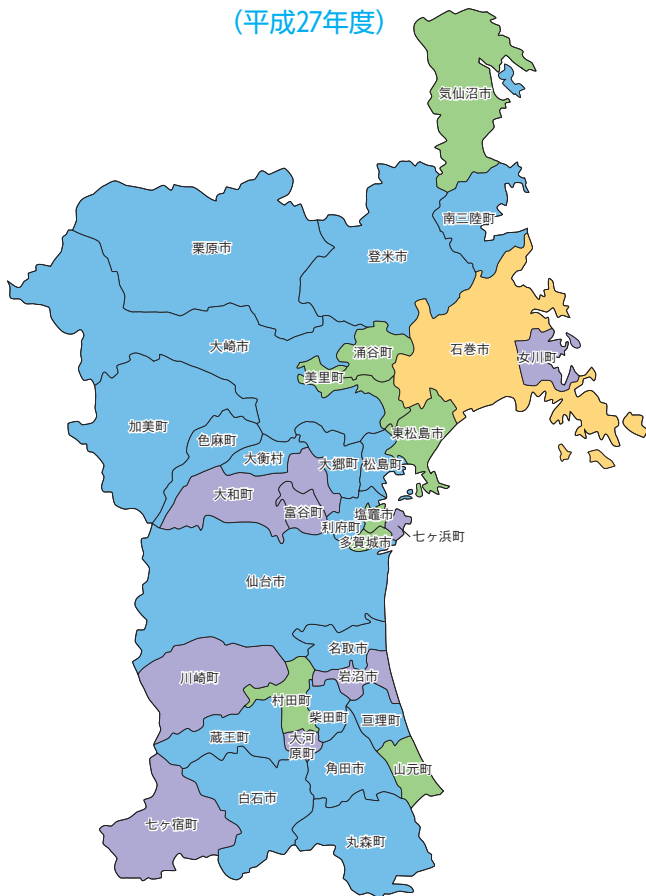 (平成27年度)
気仙沼市
南三陸町
栗原市
登米市
大崎市
涌谷町
石巻市
女川町
美里町
加美町
色麻町
東松島市
大衡村
大郷町
松島町
大和町
富谷町
塩竈市
利府町
七ヶ浜町
多賀城市
仙台市
名取市
川崎町
岩沼市
村田町
柴田町
亘理町
蔵王町
大河
原町
角田市
山元町
白石市
七ヶ宿町
丸森町